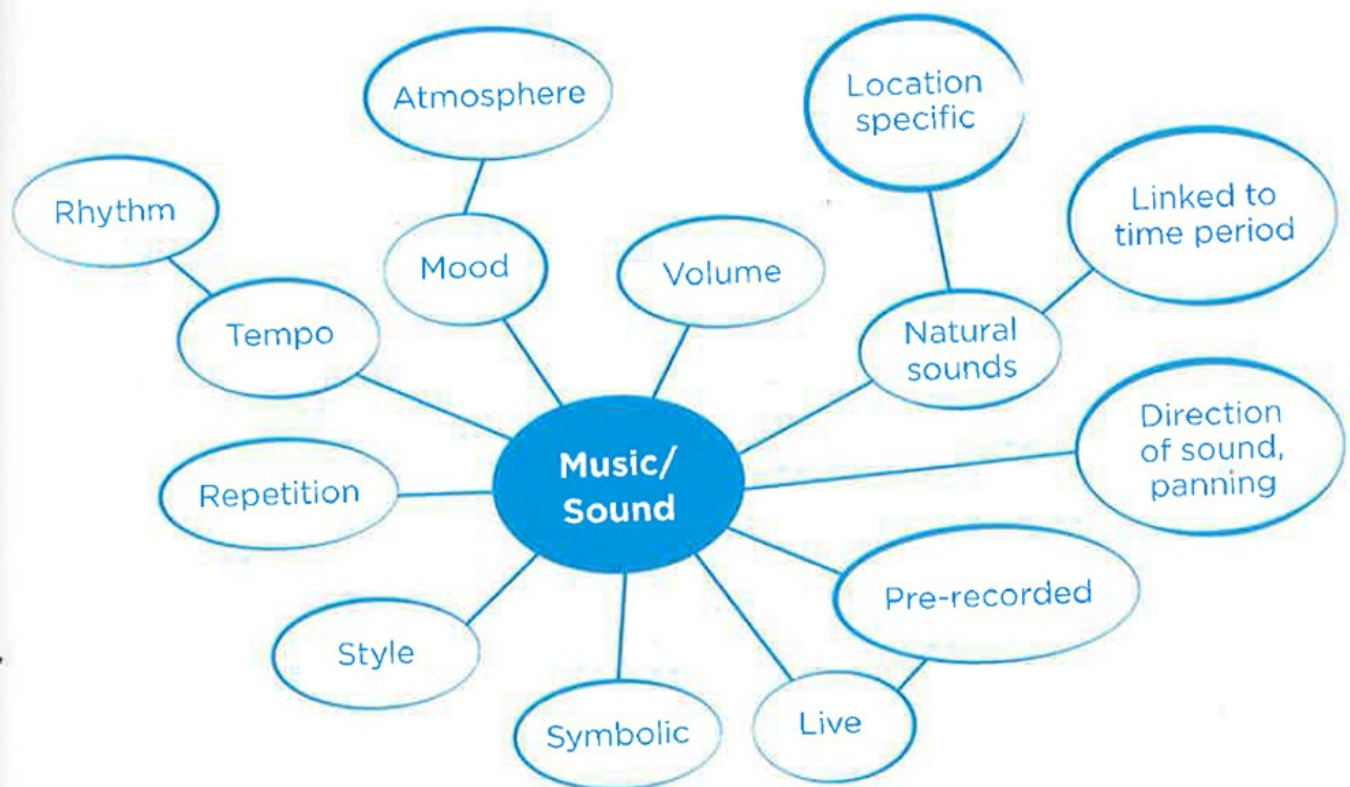 Atmosphere
Location
specific
Rhythm
Linked to
time period
Mood
Volume
Tempo
Natural
sounds
Direction
of sound,
panning
Music/
Sound
Repetition
Pre-recorded
Style
Symbolic
Live